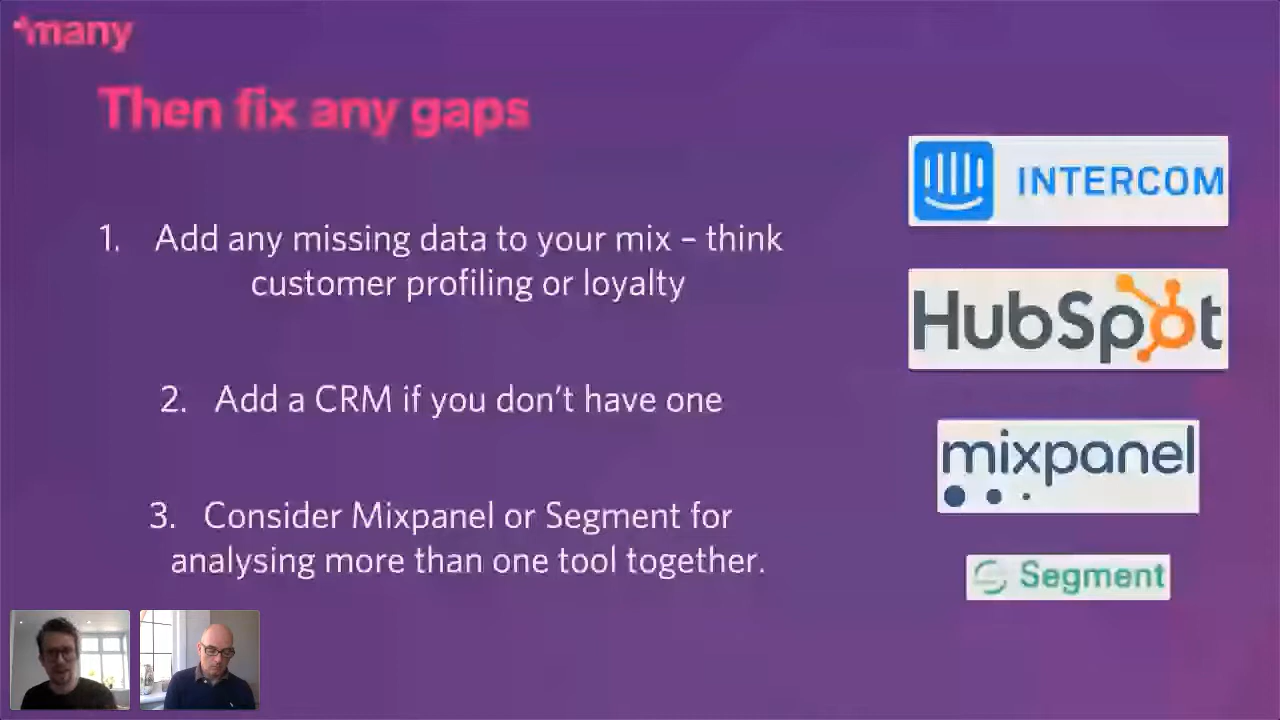 *many
Then fix any gaps
1. Add any missing data to your mix – think
customer profiling or loyalty
2. Add a CRM if you don’t have one
3. Consider Mixpanel or Segment for
analysing more than one tool together.
INTERCOM
HubSpot
mixpanel
Segment